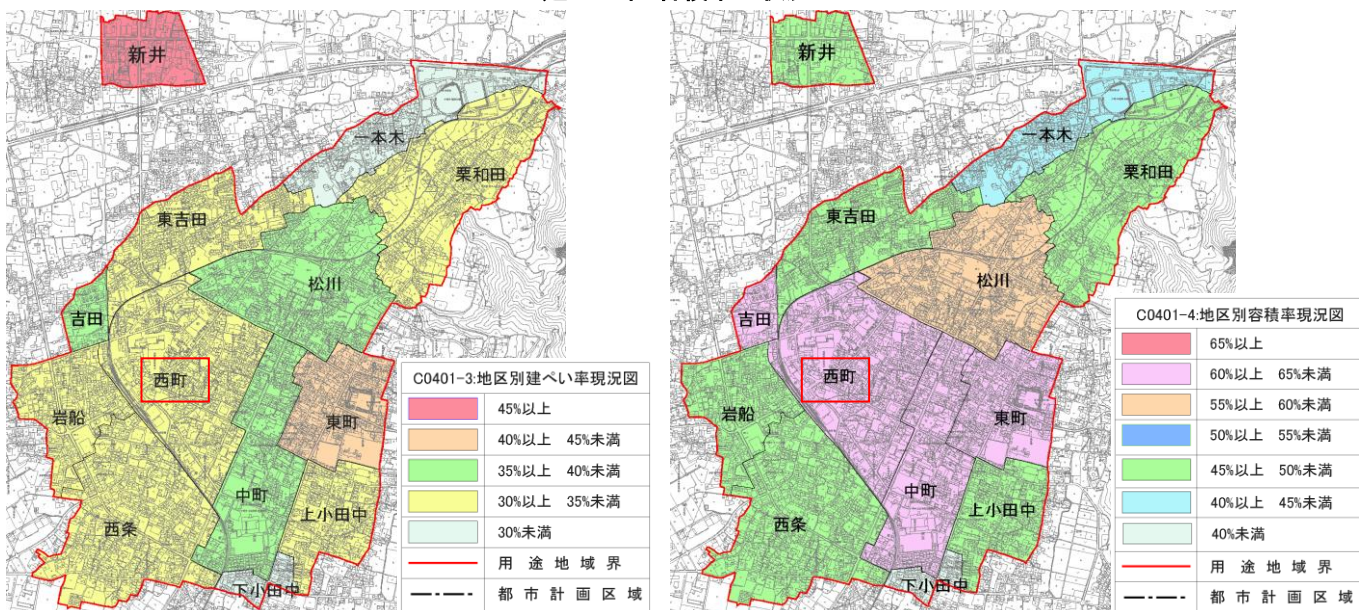 新井
一本木
栗和田
東吉田
松川
吉田
西町
岩船
東町
中町
上小田中
西条
下小田中
C0401-3:地区別建ぺい率現況図
45%以上
40%以上 45%未満
35%以上 40%未満
30%以上 35%未満
30%未満
用途地域界
都市計画区域
新井
一本木
栗和田
東吉田
松川
吉田
西町
岩船
東町
中町
上小田中
西条
下小田中
C0401-4:地区別容積率現況図
65%以上
60%以上 65%未満
55%以上 60%未満
50%以上 55%未満
45%以上 50%未満
40%以上 45%未満
40%未満
用途地域界
都市計画区域